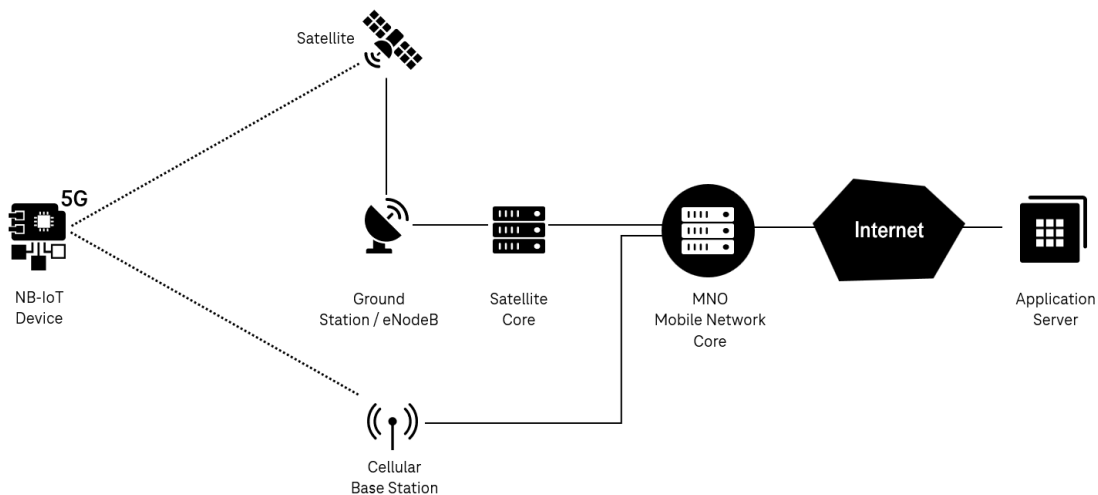 Satellite
5G
NB-IoT
Device
Ground
Station / eNodeB
Satellite
Core
MNO
Mobile Network
Core
Internet
Application
Server
Cellular
Base Station